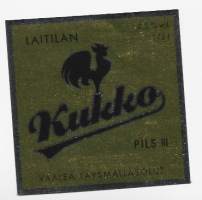 LAITILAN
Kukko
PILS III
VAALEA TÄYSMALLASOLUT